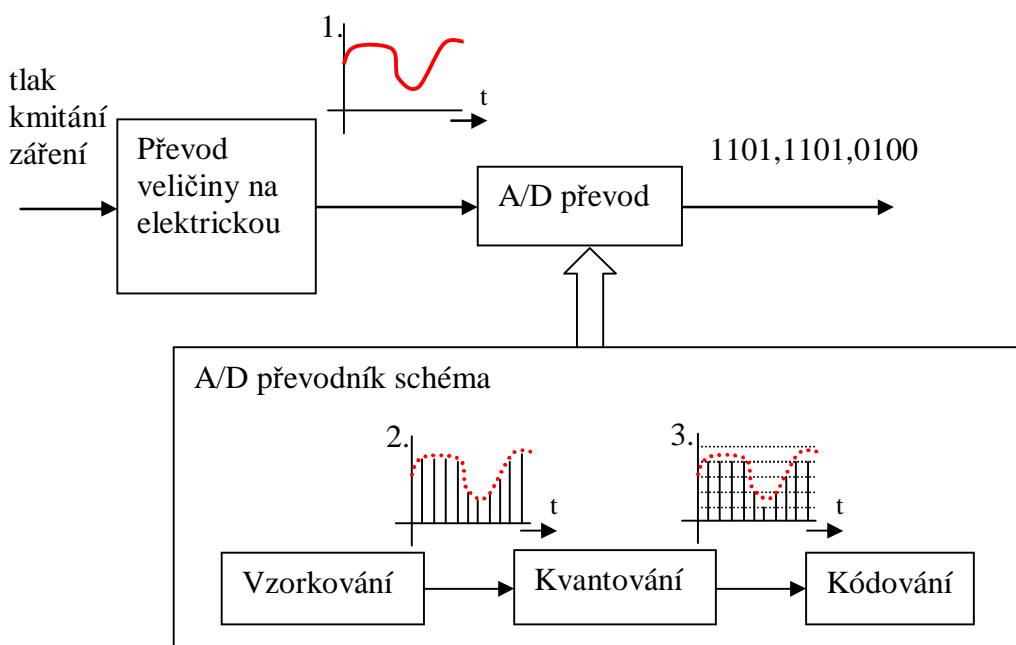 1.
t
tlak
kmitání
záření
Převod
veličiny na
elektrickou
A/D převod
1101,1101,0100
A/D převodník schéma
2.
t
3.
t
Vzorkování
Kvantování
Kódování